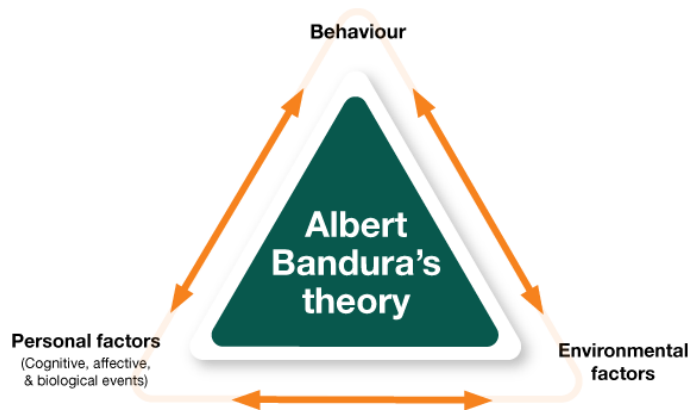 Behaviour
Albert
Bandura's
theory
Personal factors
(Cognitive, affective,
& biological events)
Environmental
factors